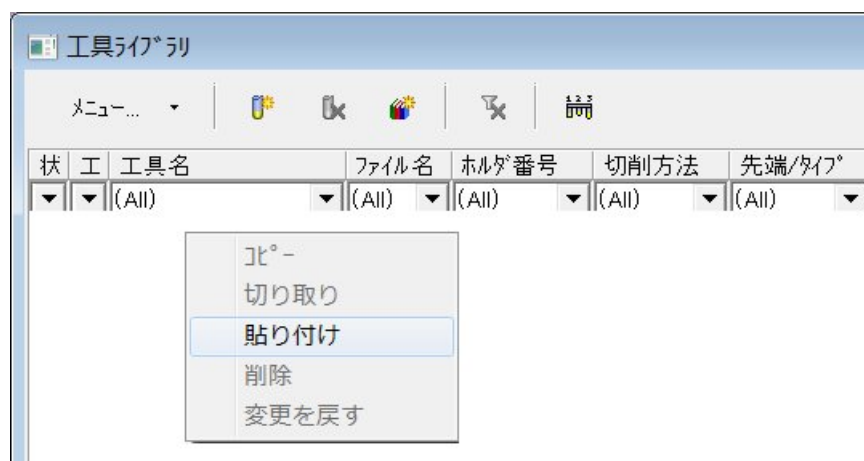 工具ﾗｲﾌﾞﾗﾘ
ﾒﾆｭｰ...
状 工 工具名 ﾌｧｲﾙ名 ﾎﾙﾀﾞ番号 切削方法 先端/ﾀｲﾌﾟ
(All) (All) (All) (All) (All)
ｺﾋﾟｰ
切り取り
貼り付け
削除
変更を戻す